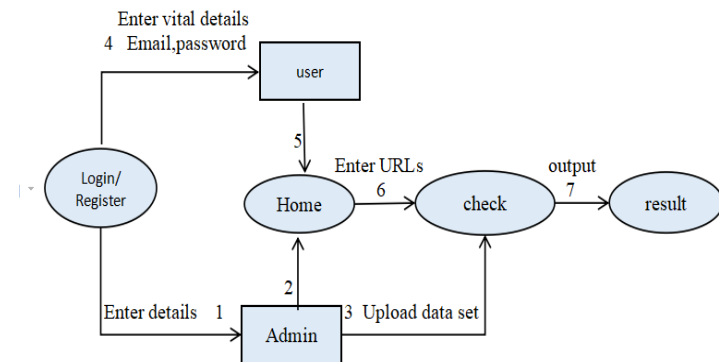 Enter vital details
4 Email,password
user
5
Login/
Register
Enter URLs
6
output
7
Home
check
result
2
Enter details 1
3 Upload data set
Admin